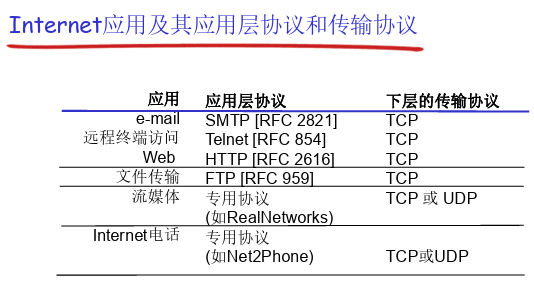 Internet应用及其应用层协议和传输协议
应用 应用层协议 下层的传输协议
e-mail SMTP [RFC 2821] TCP
远程终端访问 Telnet [RFC 854] TCP
Web HTTP [RFC 2616] TCP
文件传输 FTP [RFC 959] TCP
流媒体 专用协议 TCP 或 UDP
(如RealNetworks)
Internet电话 专用协议
(如Net2Phone) TCP或UDP